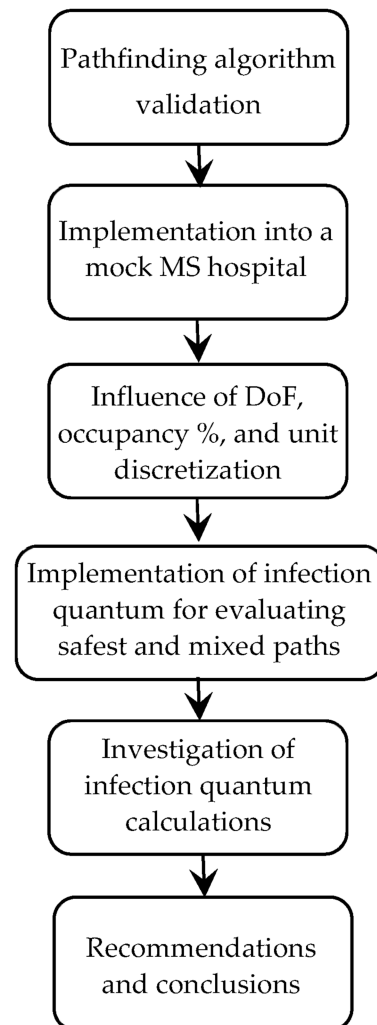 Pathfinding algorithm
validation
Implementation into a
mock MS hospital
Influence of DoF,
occupancy %, and unit
discretization
Implementation of infection
quantum for evaluating
safest and mixed paths
Investigation of
infection quantum
calculations
Recommendations
and conclusions